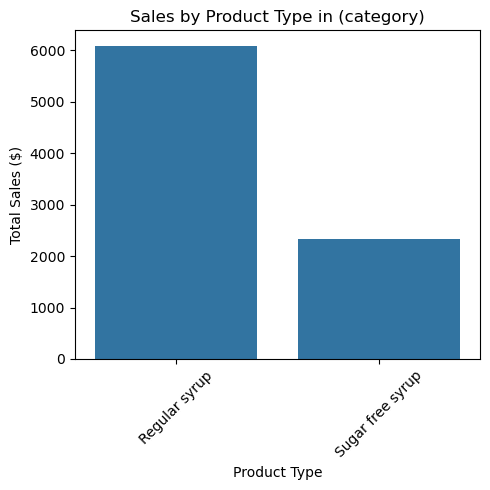 Sales by Product Type in (category)
Total Sales ($)
6000
5000
4000
3000
2000
1000
0
Regular syrup
Sugar free syrup
Product Type